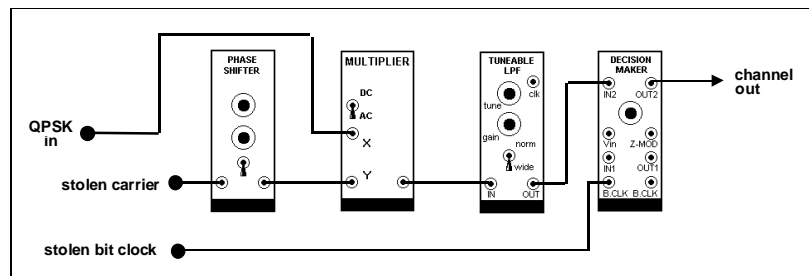 PHASE
SHIFTER
MULTIPLIER
DC
AC
X
Y
TUNEABLE
LPF
clk
tune
gain
norm
wide
IN
OUT
DECISION
MAKER
IN2
OUT2
Vin
Z-MOD
IN1
OUT1
B.CLK
B.CLK
channel
out
QPSK
in
stolen carrier
stolen bit clock